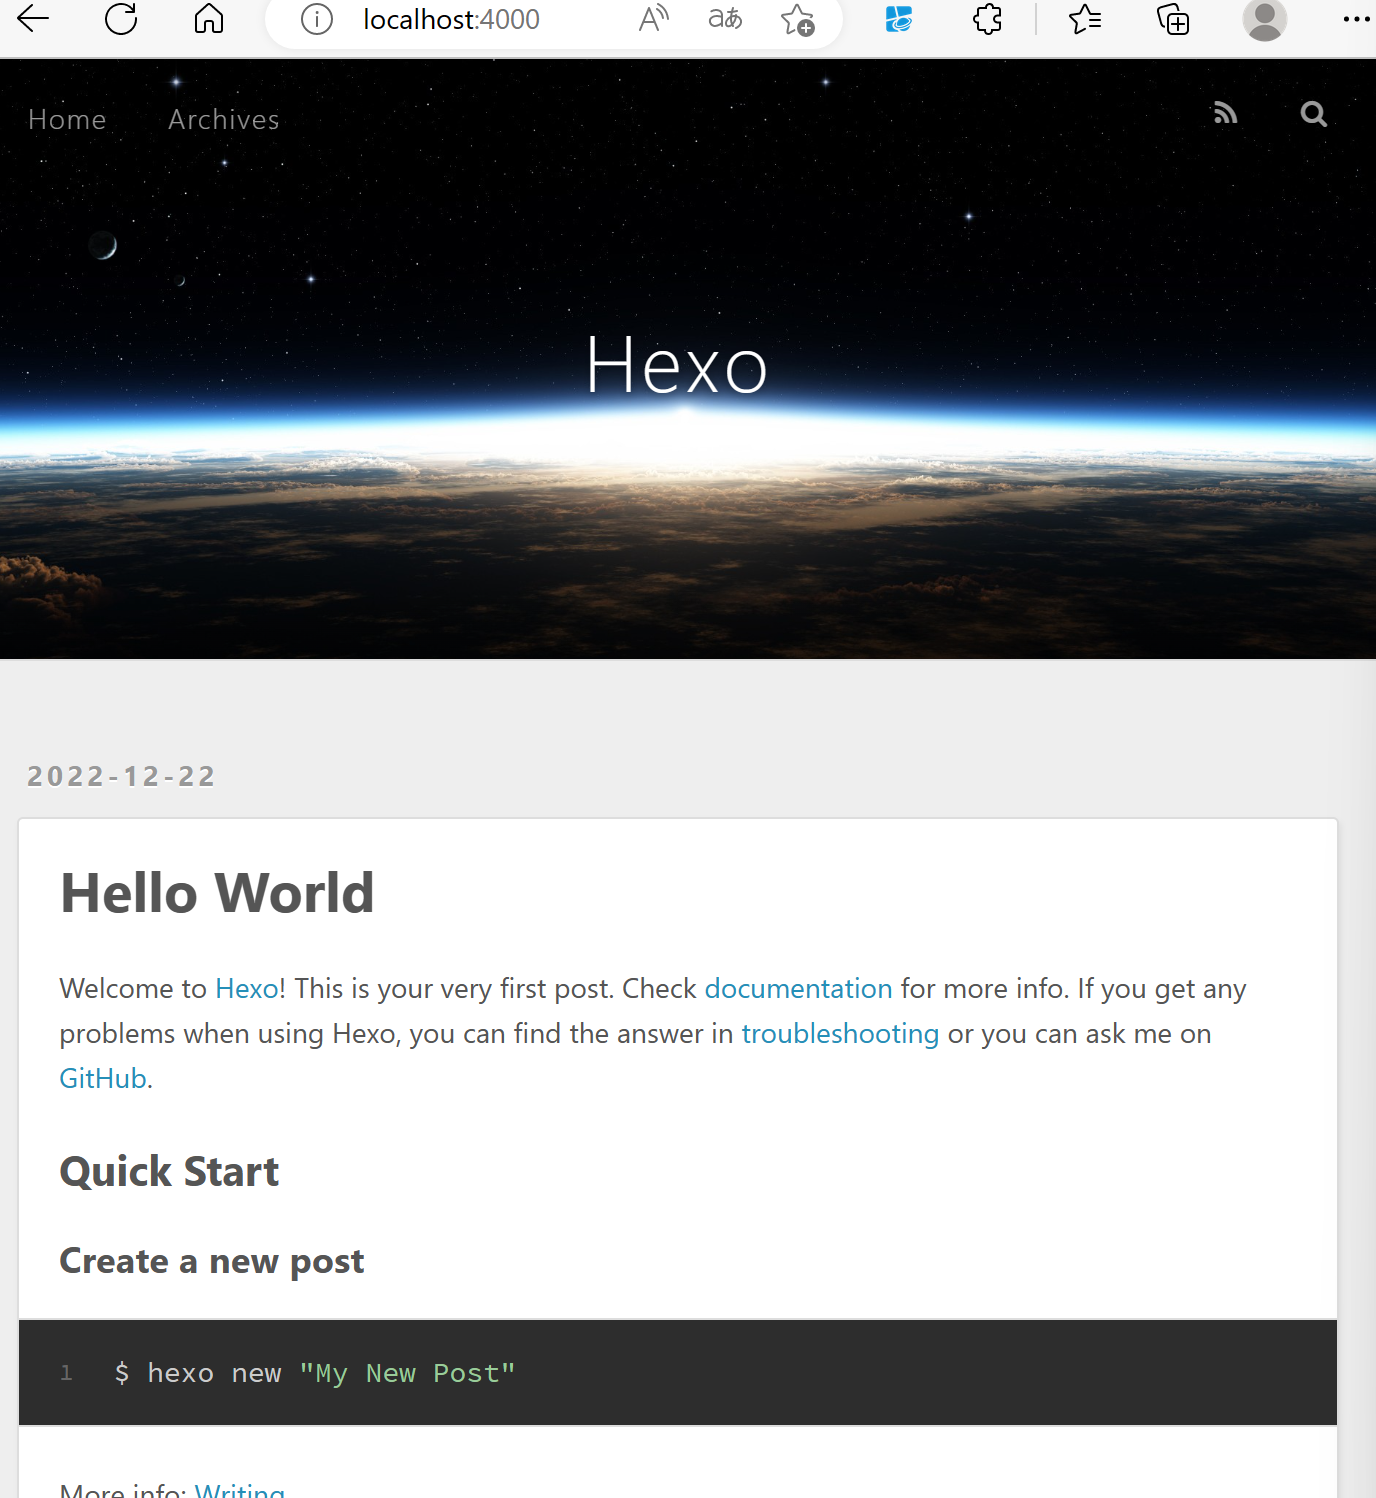 localhost:4000
Home Archives
Hexo
2022-12-22
Hello World
Welcome to Hexo! This is your very first post. Check documentation for more info. If you get any
problems when using Hexo, you can find the answer in troubleshooting or you can ask me on
GitHub.
Quick Start
Create a new post
1 $ hexo new "My New Post"
More info: Writing